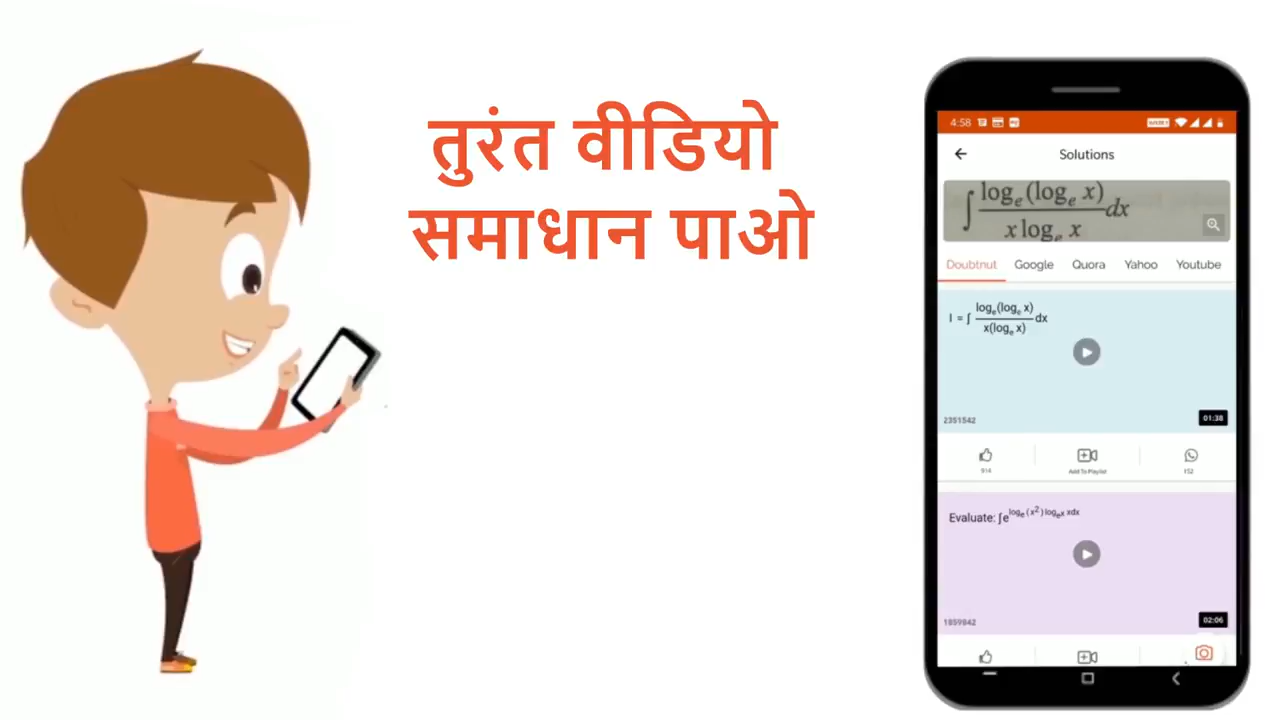 तुरंत वीडियो
समाधान पाओ
4:58
Solutions
∫ logₑ(logₑ x) / x logₑ x dx
Doubtnut Google Quora Yahoo Youtube
I = ∫ logₑ(logₑ x) / x(logₑ x) dx
2351542
01:38
914 Add To Playlist 152
Evaluate: ∫e^logₑ(x²)logₑx xdx
1859842
02:06